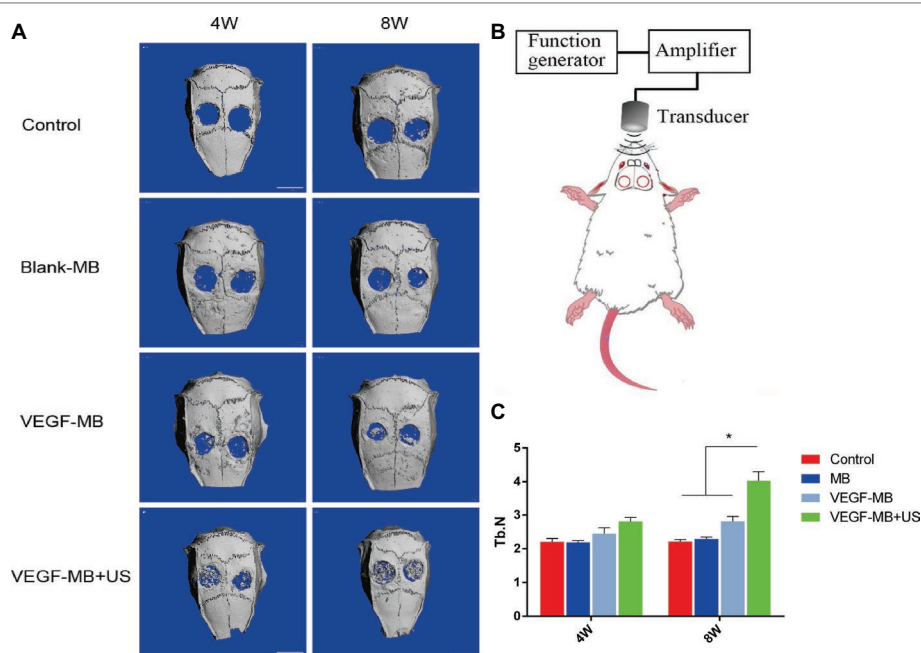 A
4W
8W
Control
Blank-MB
VEGF-MB
VEGF-MB+US
B
Function
generator
Amplifier
Transducer
C
Tb.N
5
4
3
2
1
0
4W
8W
*
Control
MB
VEGF-MB
VEGF-MB+US